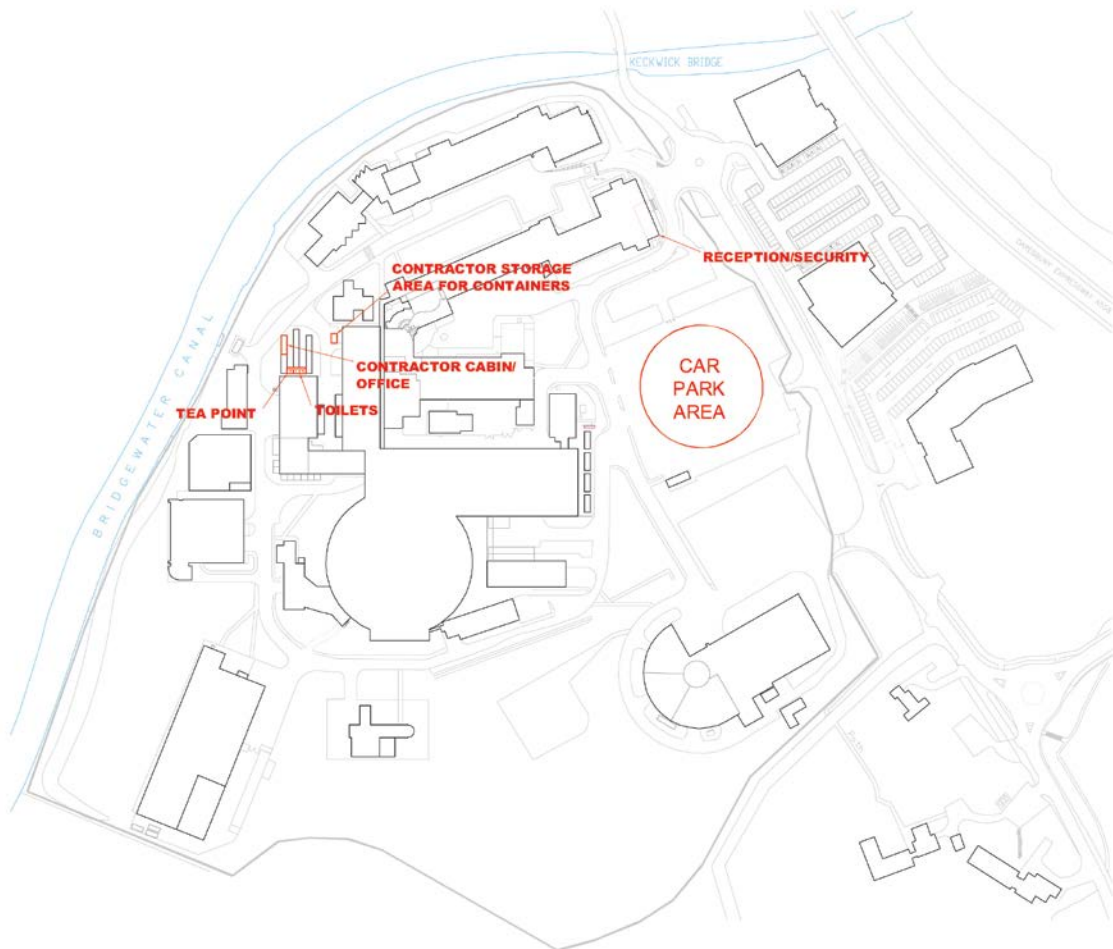 KECKWICK BRIDGE
RECEPTION/SECURITY
CONTRACTOR STORAGE
AREA FOR CONTAINERS
CONTRACTOR CABIN/
OFFICE
TEA POINT
TOILETS
CAR
PARK
AREA
BRIDGEWATER CANAL
Path